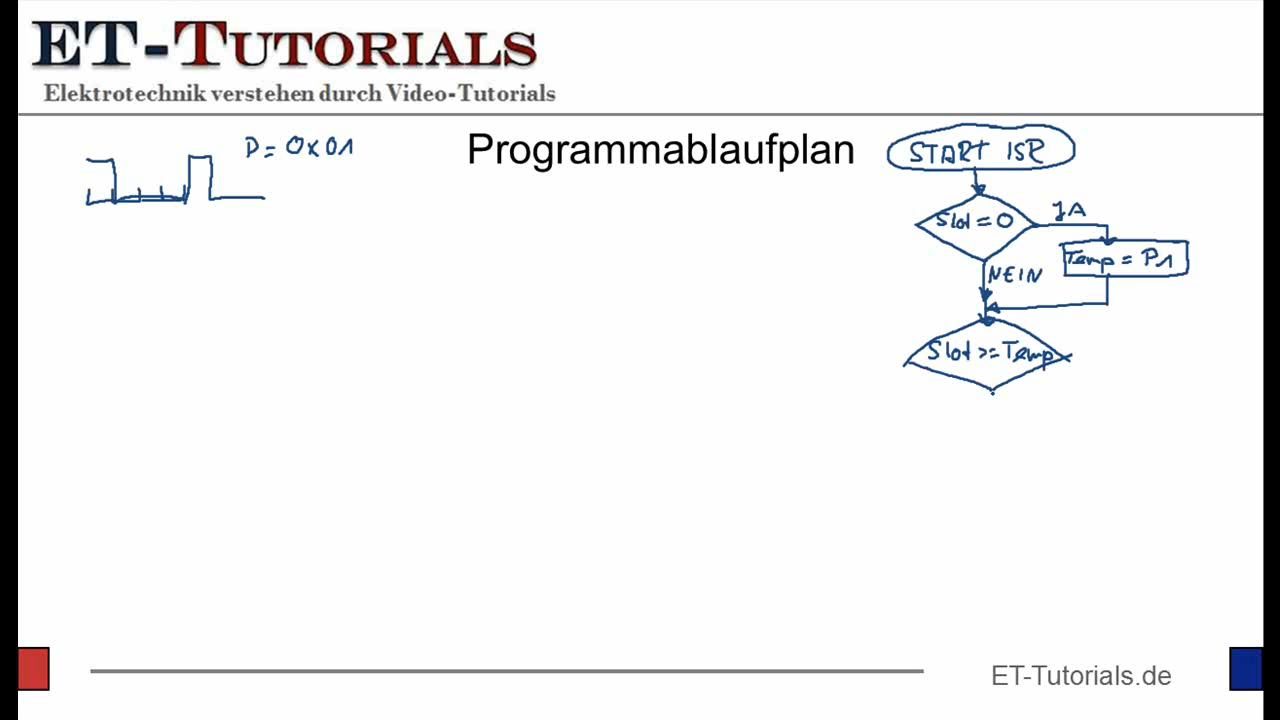 ET-Tutorials
Elektrotechnik verstehen durch Video-Tutorials
D = 0x01
Programmablaufplan
START ISR
Slot = 0
JA
Temp = P1
NEIN
Slot >= Temp
ET-Tutorials.de